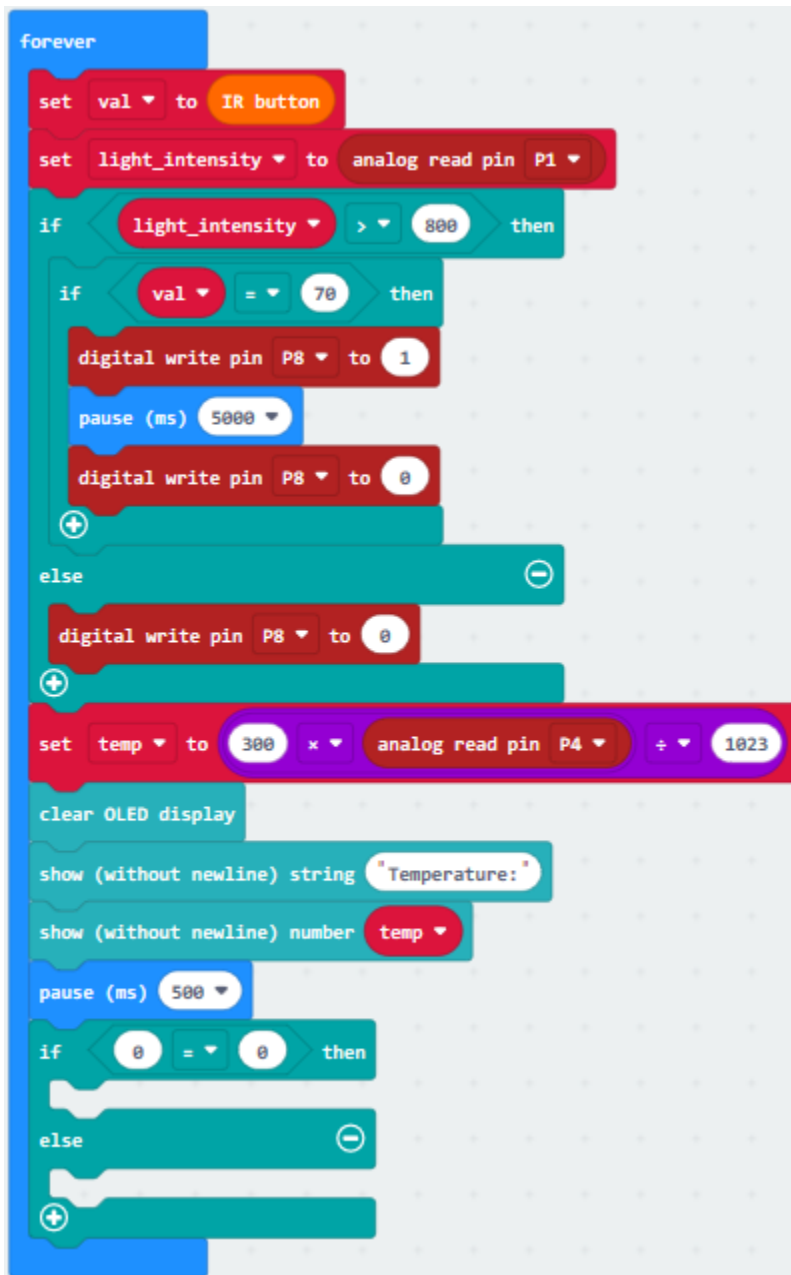 forever
set val to IR button
set light_intensity to analog read pin P1
if light_intensity > 800 then
if val = 70 then
digital write pin P8 to 1
pause (ms) 5000
digital write pin P8 to 0
else
digital write pin P8 to 0
set temp to 300 × analog read pin P4 ÷ 1023
clear OLED display
show (without newline) string "Temperature:"
show (without newline) number temp
pause (ms) 500
if 0 = 0 then
else